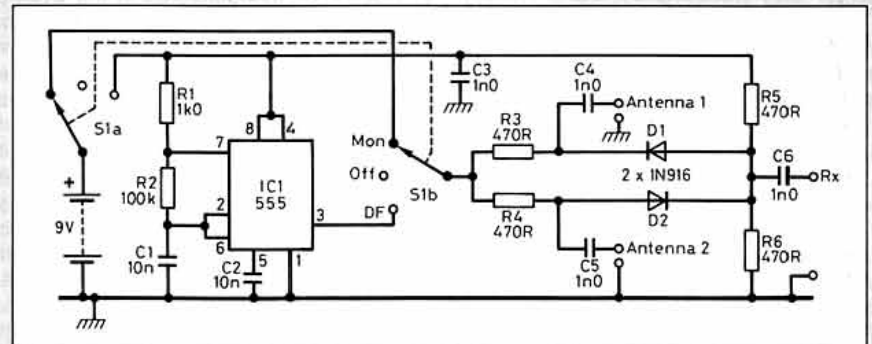 R1
1k0
S1a
8 4
7
R2
100k
IC1
555
2
6
3
5
1
+
9V
C1
10n
C2
10n
Mon
Off
DF
S1b
C3
1n0
R3
470R
R4
470R
C4
1n0
Antenna 1
D1
2 x 1N916
D2
C5
1n0
Antenna 2
R5
470R
C6
1n0
Rx
R6
470R